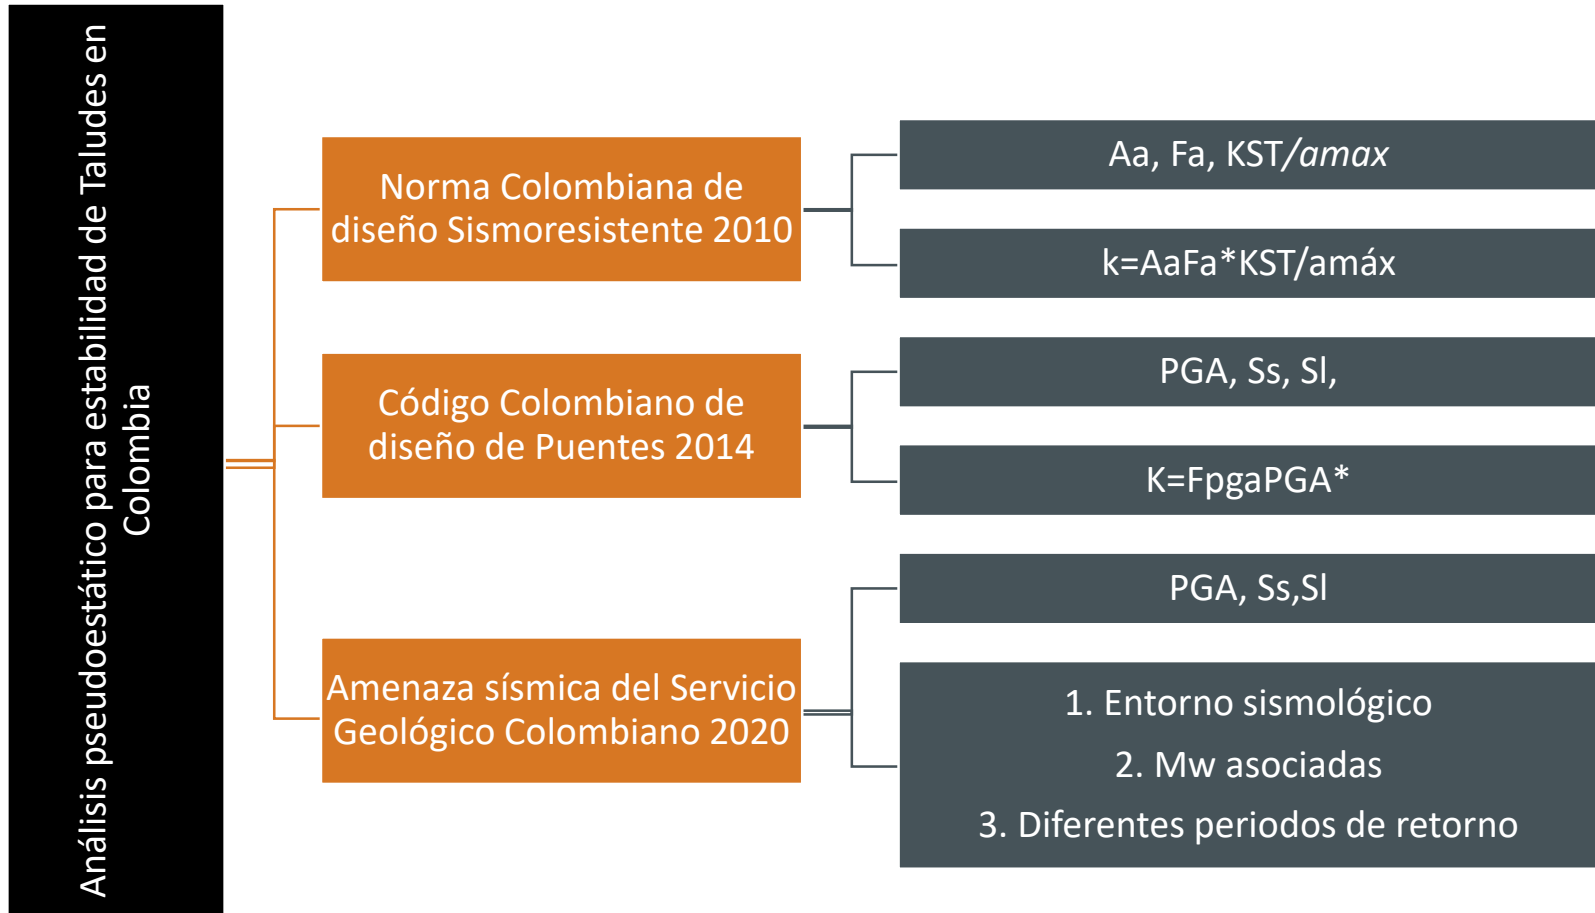 Análisis pseudoestático para estabilidad de Taludes en
Colombia
Norma Colombiana de
diseño Sismoresistente 2010
Aa, Fa, KST/amax
k=AaFa*KST/amáx
Código Colombiano de
diseño de Puentes 2014
PGA, Ss, Sl,
K=FpgaPGA*
Amenaza sísmica del Servicio
Geológico Colombiano 2020
PGA, Ss,Sl
1. Entorno sismológico
2. Mw asociadas
3. Diferentes periodos de retorno